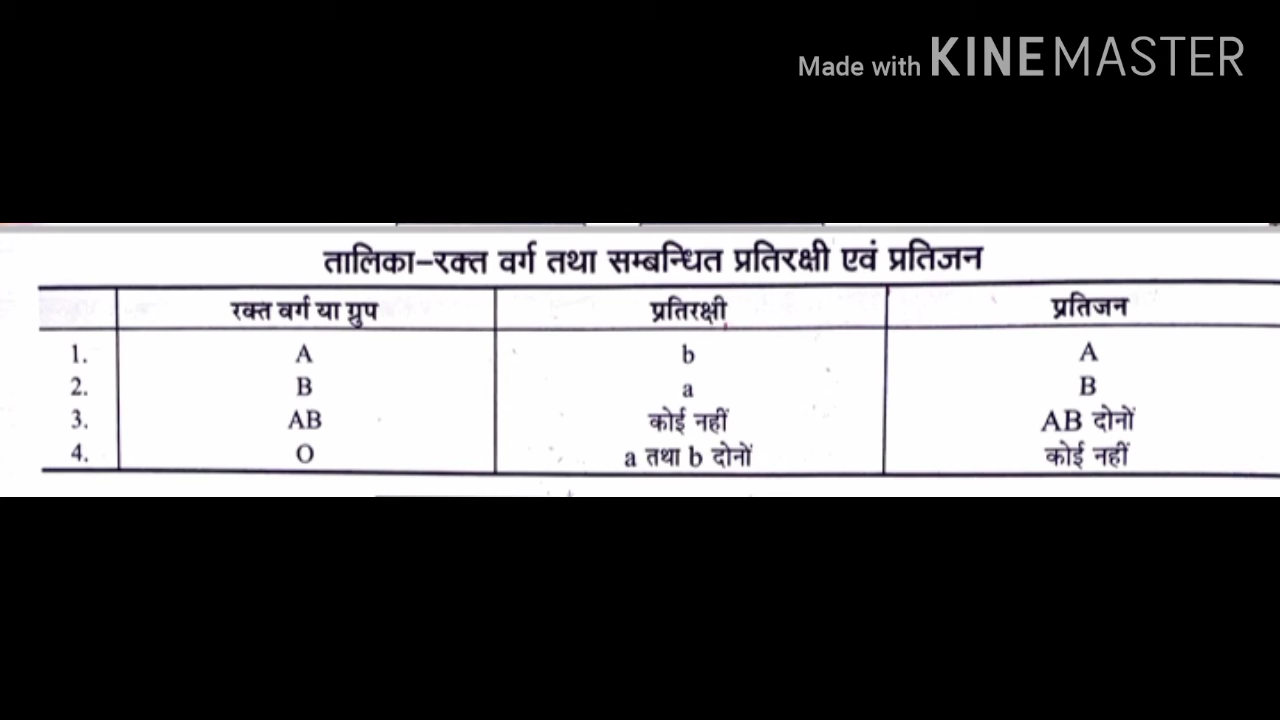 Made with KINEMASTER
तालिका–रक्त वर्ग तथा सम्बन्धित प्रतिरक्षी एवं प्रतिजन
रक्त वर्ग या ग्रुप प्रतिरक्षी प्रतिजन
1. A b A
2. B a B
3. AB कोई नहीं AB दोनों
4. O a तथा b दोनों कोई नहीं